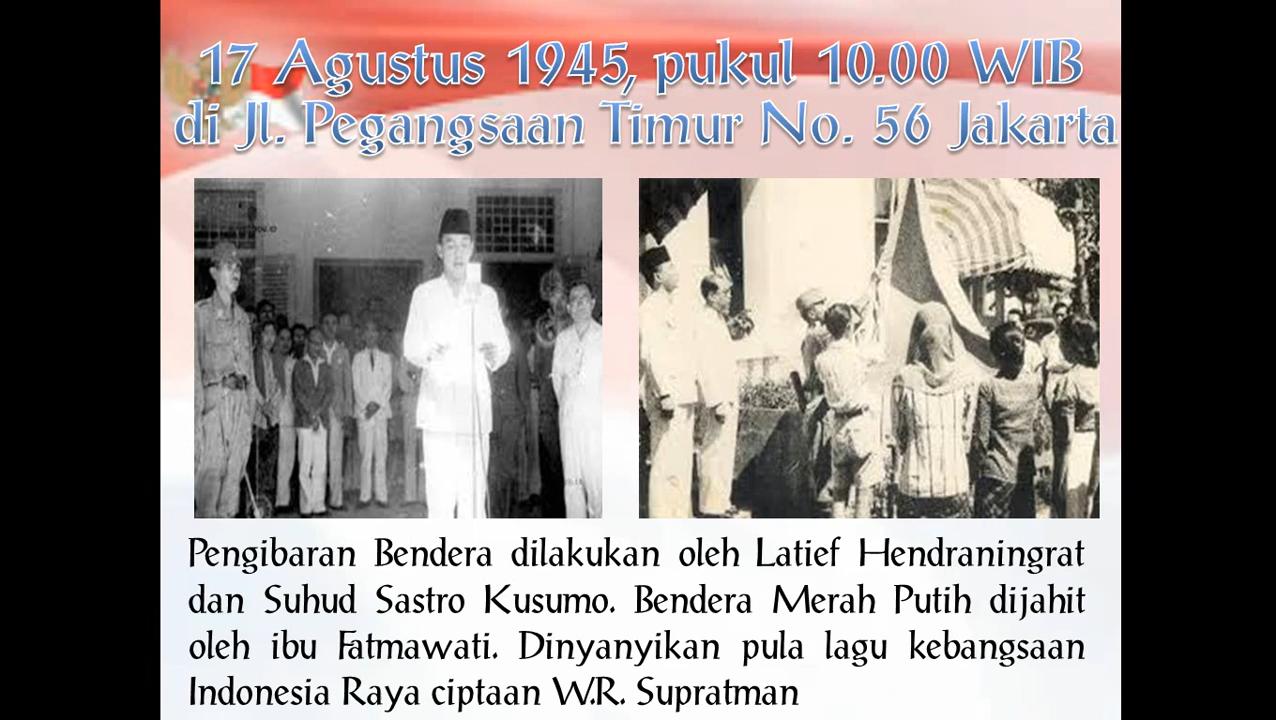 17 Agustus 1945, pukul 10.00 WIB
di Jl. Pegangsaan Timur No. 56 Jakarta
Pengibaran Bendera dilakukan oleh Latief Hendraningrat
dan Suhud Sastro Kusumo. Bendera Merah Putih dijahit
oleh ibu Fatmawati. Dinyanyikan pula lagu kebangsaan
Indonesia Raya ciptaan W.R. Supratman